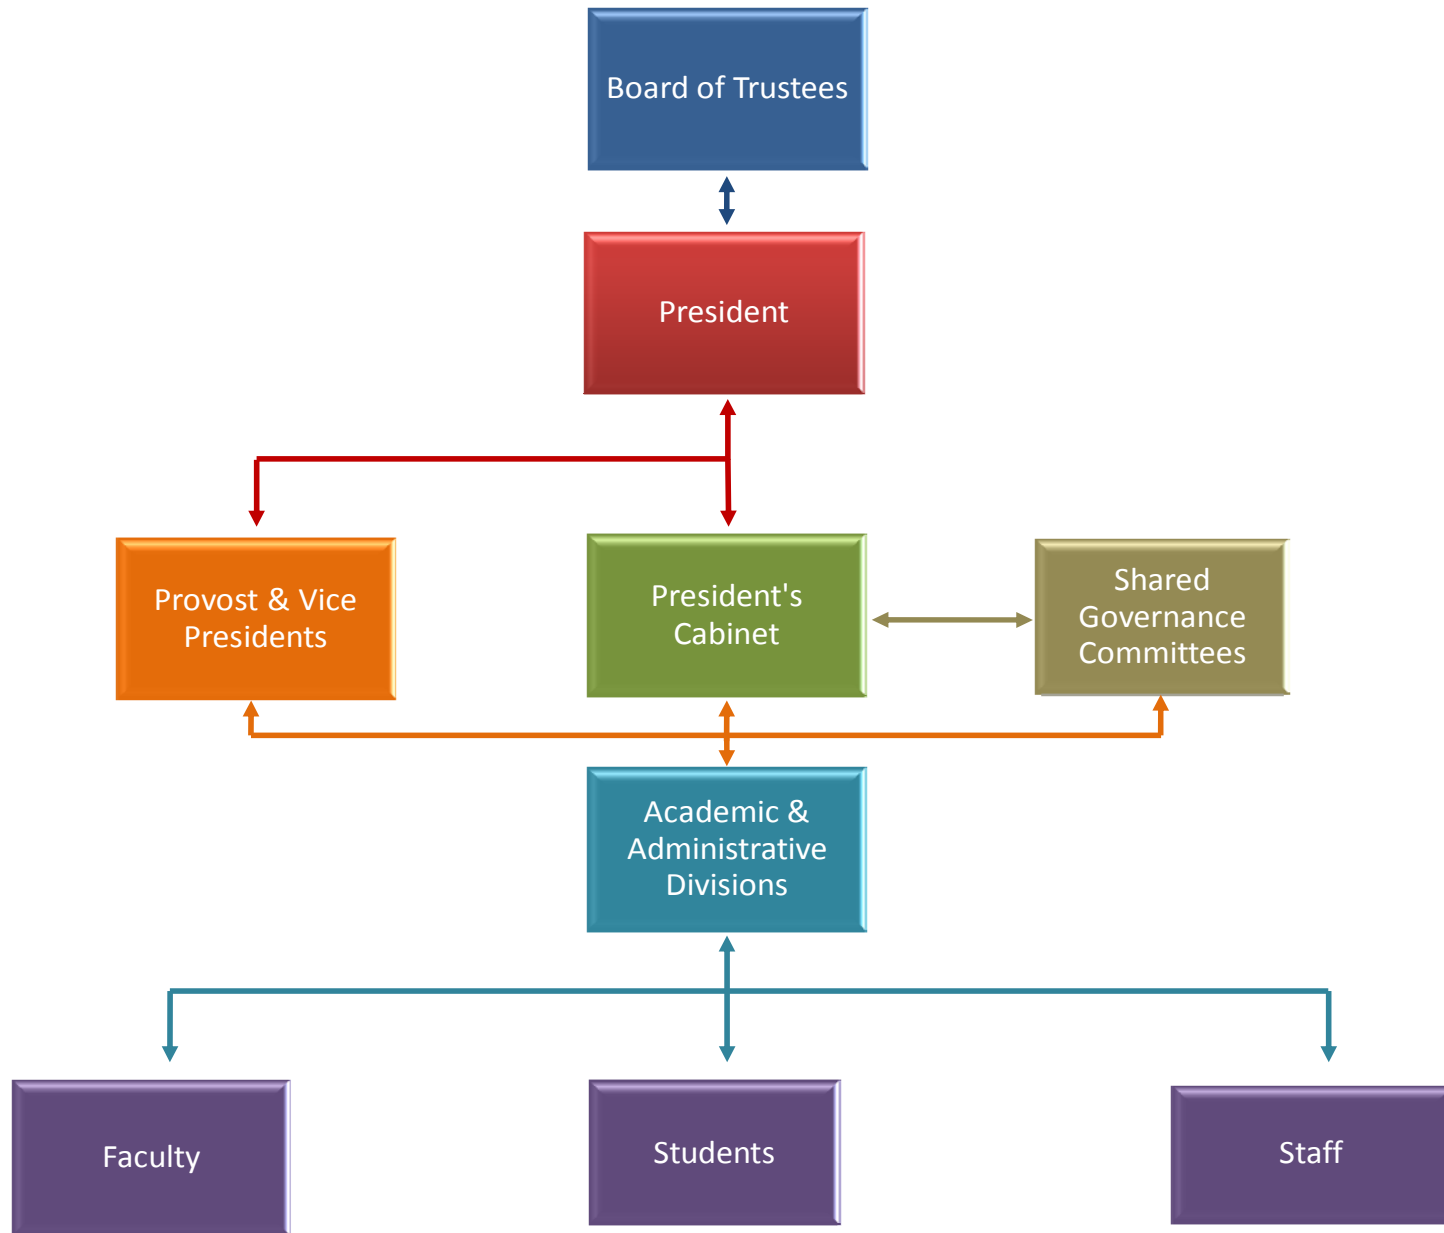 Board of Trustees
President
Provost & Vice
Presidents
President's
Cabinet
Shared
Governance
Committees
Academic &
Administrative
Divisions
Faculty
Students
Staff